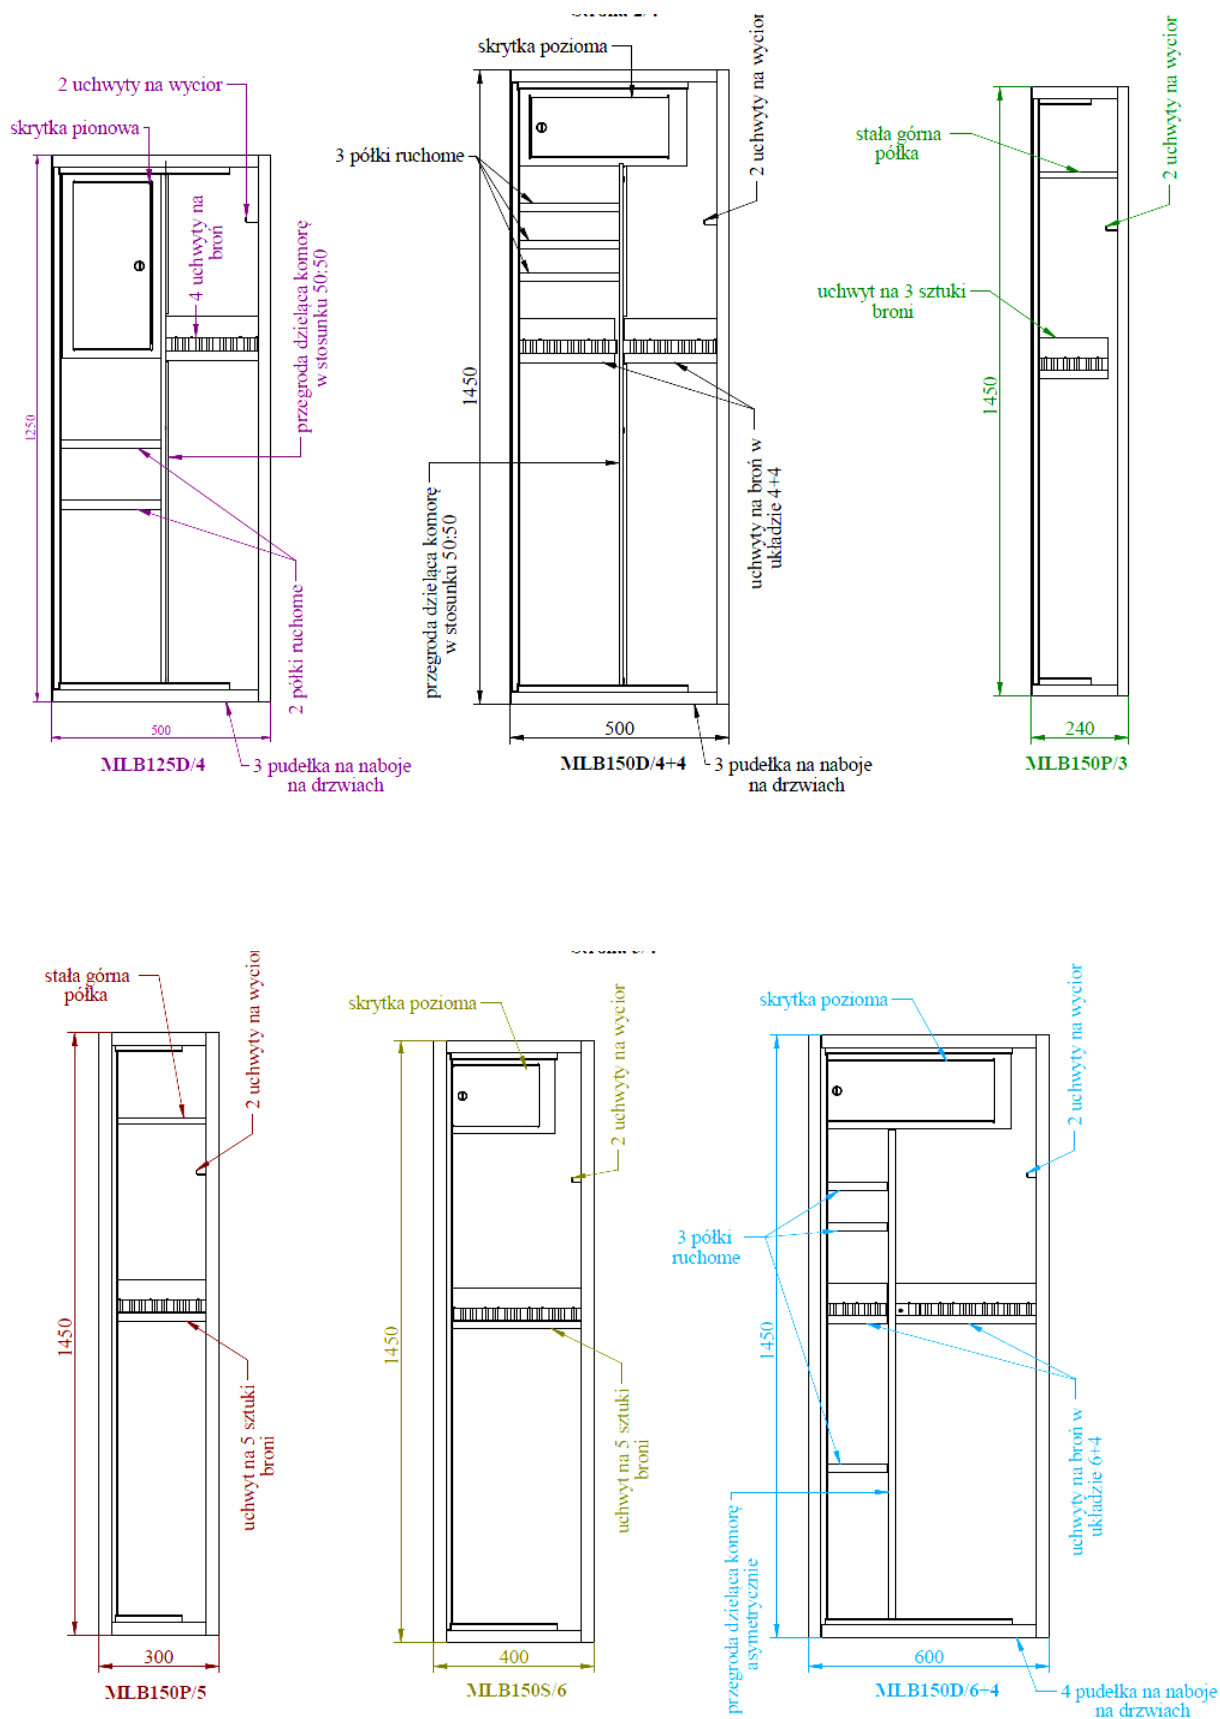 2 uchwyty na wycior
skrytka pionowa
4 uchwyty na
broń
przegroda dzieląca komorę
w stosunku 50:50
1250
2 półki ruchome
500
MLB125D/4
3 pudełka na naboje
na drzwiach
skrytka pozioma
2 uchwyty na wycior
3 półki ruchome
1450
przegroda dzieląca komorę
w stosunku 50:50
uchwyty na broń w
układzie 4+4
500
MLB150D/4+4
3 pudełka na naboje
na drzwiach
2 uchwyty na wycior
stała górna
półka
uchwyt na 3 sztuki
broni
1450
240
MLB150P/3
stała górna
półka
2 uchwyty na wycior
1450
uchwyt na 5 sztuki
broni
300
MLB150P/5
skrytka pozioma
2 uchwyty na wycior
1450
uchwyt na 5 sztuki
broni
400
MLB150S/6
skrytka pozioma
2 uchwyty na wycior
3 półki
ruchome
1450
uchwyty na broń w
układzie 6+4
przegroda dzieląca komorę
asymetrycznie
600
MLB150D/6+4
4 pudełka na naboje
na drzwiach